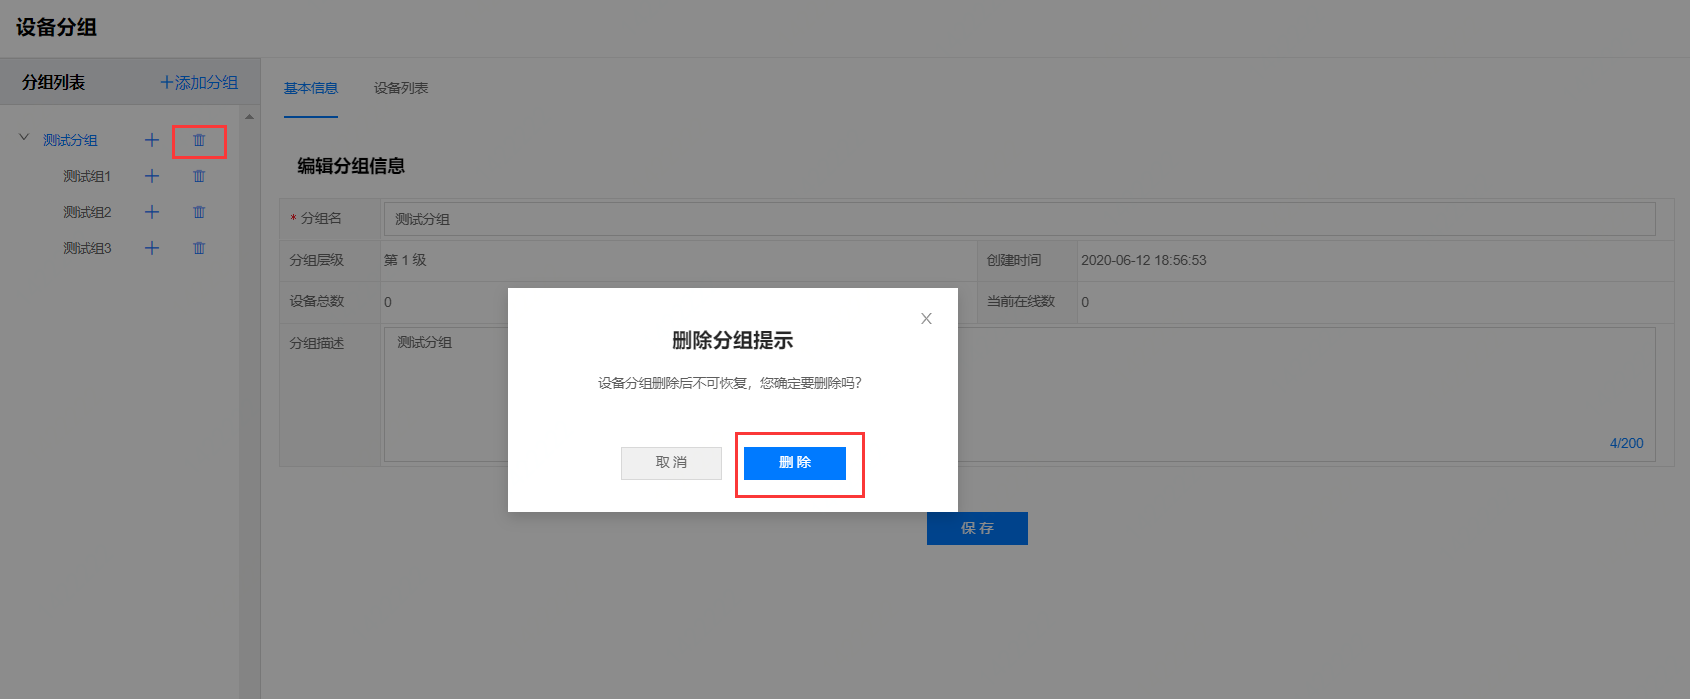 设备分组
分组列表 +添加分组
基本信息 设备列表
测试分组
测试组1
测试组2
测试组3
编辑分组信息
* 分组名 测试分组
分组层级 第 1 级 创建时间 2020-06-12 18:56:53
设备总数 0 当前在线数 0
分组描述 测试分组
4/200
删除分组提示
设备分组删除后不可恢复，您确定要删除吗?
取 消 删 除
保 存